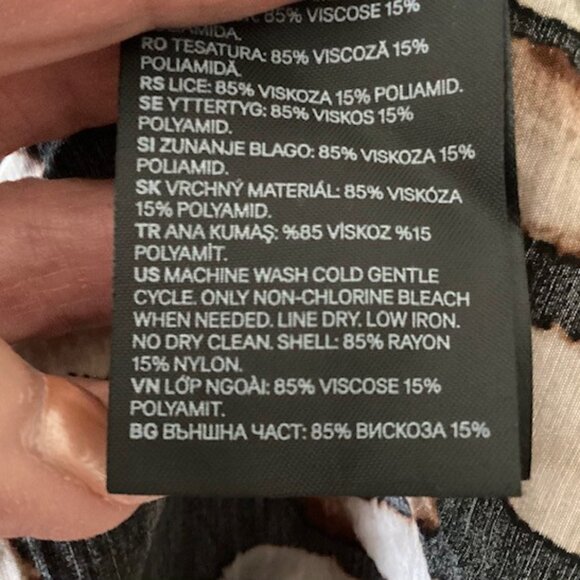 85% VISCOSE 15%
RO TESATURA: 85% VISCOZĂ 15%
POLIAMIDĂ.
RS LICE: 85% VISKOZA 15% POLIAMID.
SE YTTERTYG: 85% VISKOS 15%
POLYAMID.
SI ZUNANJE BLAGO: 85% VISKOZA 15%
POLIAMID.
SK VRCHNÝ MATERIÁL: 85% VISKÓZA
15% POLYAMID.
TR ANA KUMAŞ: %85 VİSKOZ %15
POLYAMİT.
US MACHINE WASH COLD GENTLE
CYCLE. ONLY NON-CHLORINE BLEACH
WHEN NEEDED. LINE DRY. LOW IRON.
NO DRY CLEAN. SHELL: 85% RAYON
15% NYLON.
VN LỚP NGOÀI: 85% VISCOSE 15%
POLYAMIT.
BG ВЪНШНА ЧАСТ: 85% ВИСКОЗА 15%